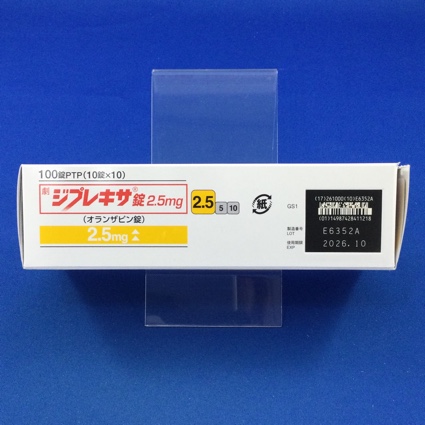 100錠PTP(10錠×10)
劇 ジプレキサ®錠2.5mg
2.5 5 10
(オランザピン錠)
2.5mg
紙
GS1
(17)261000(10)E6352A
(01)14987428411218
製造番号
LOT
E6352A
使用期限
EXP
2026.10